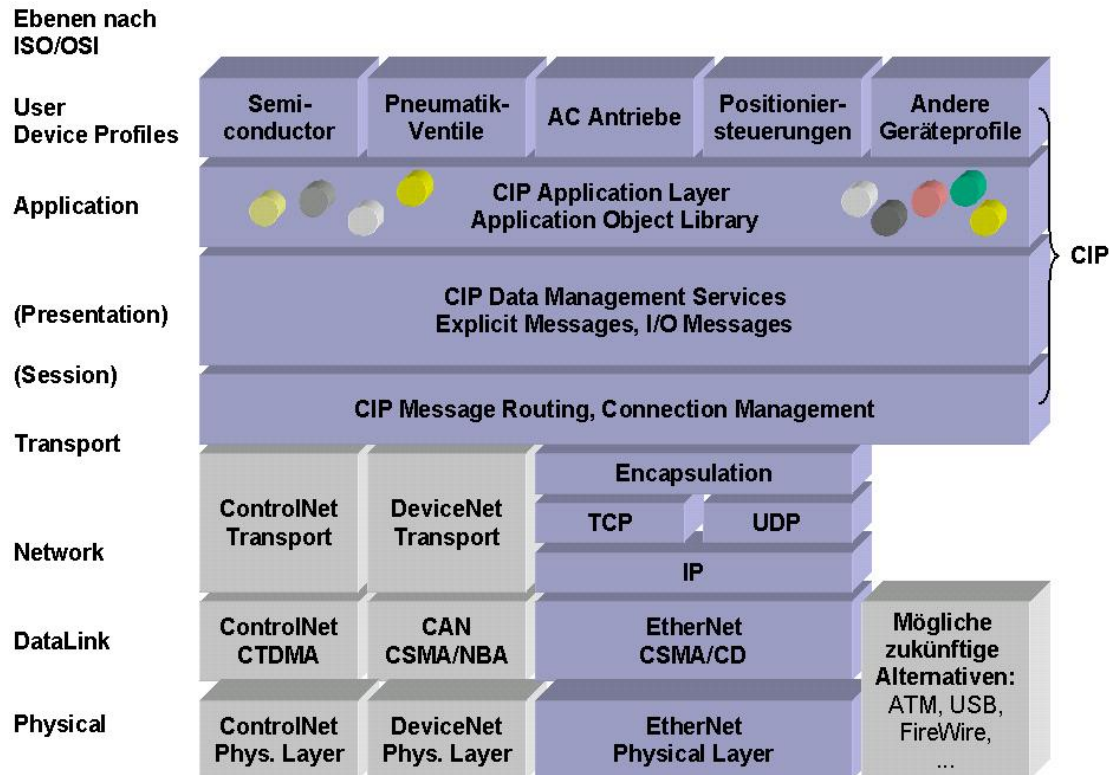 Ebenen nach
ISO/OSI
User
Device Profiles
Semi-
conductor
Pneumatik-
Ventile
AC Antriebe
Positionier-
steuerungen
Andere
Geräteprofile
Application
CIP Application Layer
Application Object Library
CIP
(Presentation)
CIP Data Management Services
Explicit Messages, I/O Messages
(Session)
CIP Message Routing, Connection Management
Transport
ControlNet
Transport
DeviceNet
Transport
Encapsulation
TCP
UDP
Network
IP
DataLink
ControlNet
CTDMA
CAN
CSMA/NBA
EtherNet
CSMA/CD
Mögliche
zukünftige
Alternativen:
ATM, USB,
FireWire,
...
Physical
ControlNet
Phys. Layer
DeviceNet
Phys. Layer
EtherNet
Physical Layer